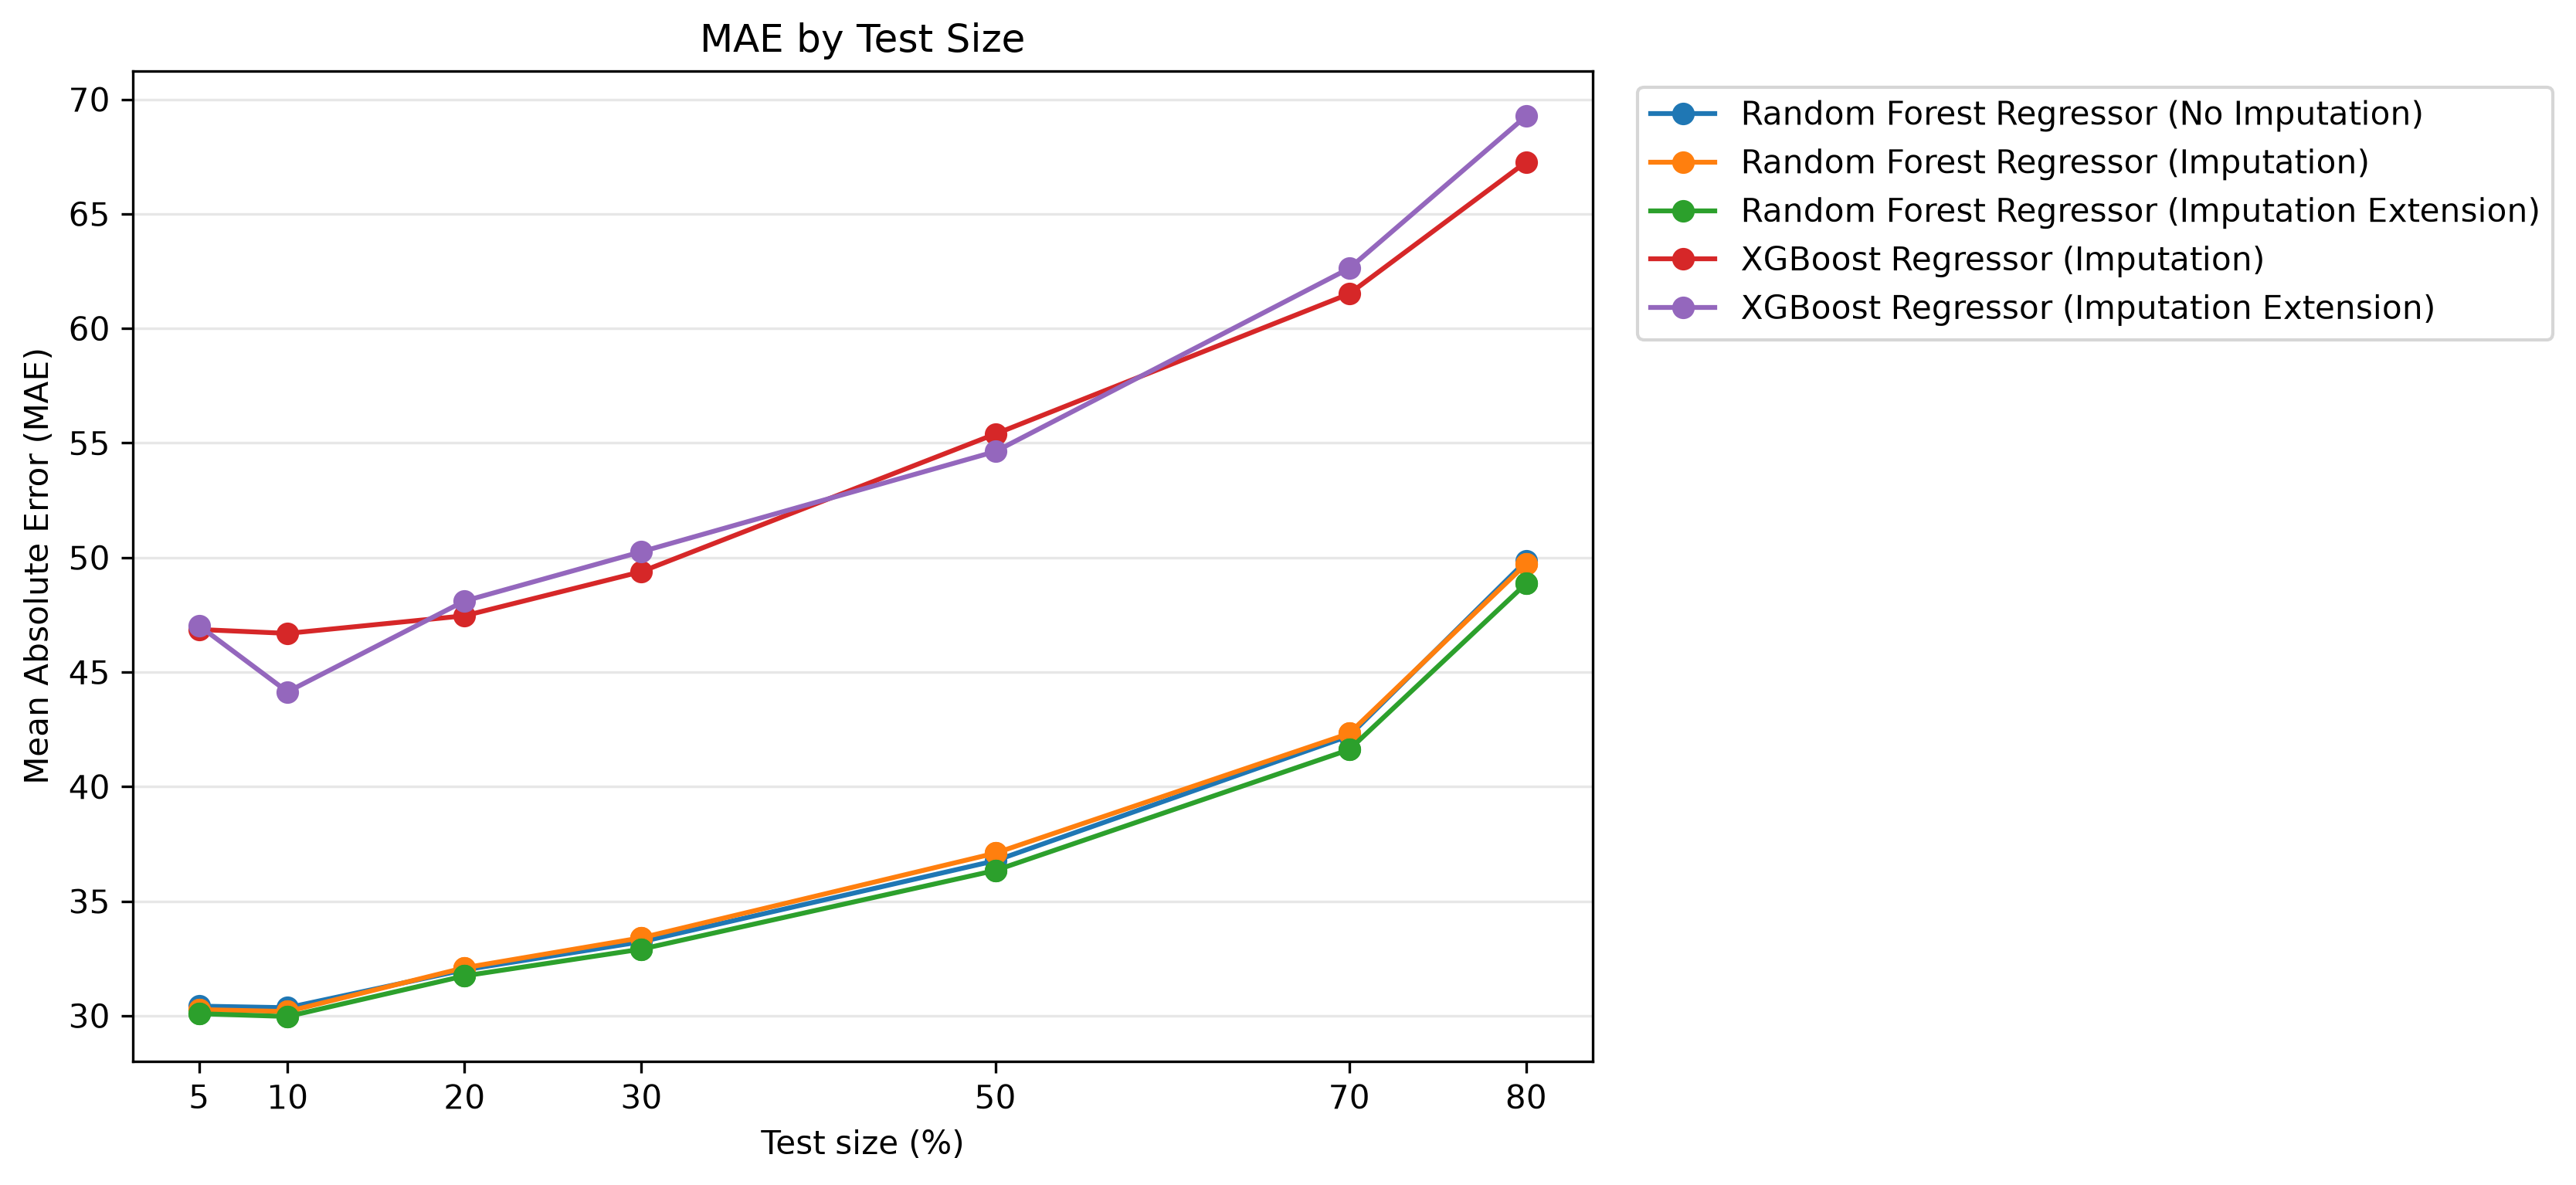 MAE by Test Size
Mean Absolute Error (MAE)
70
65
60
55
50
45
40
35
30
5 10 20 30 50 70 80
Test size (%)
Random Forest Regressor (No Imputation)
Random Forest Regressor (Imputation)
Random Forest Regressor (Imputation Extension)
XGBoost Regressor (Imputation)
XGBoost Regressor (Imputation Extension)